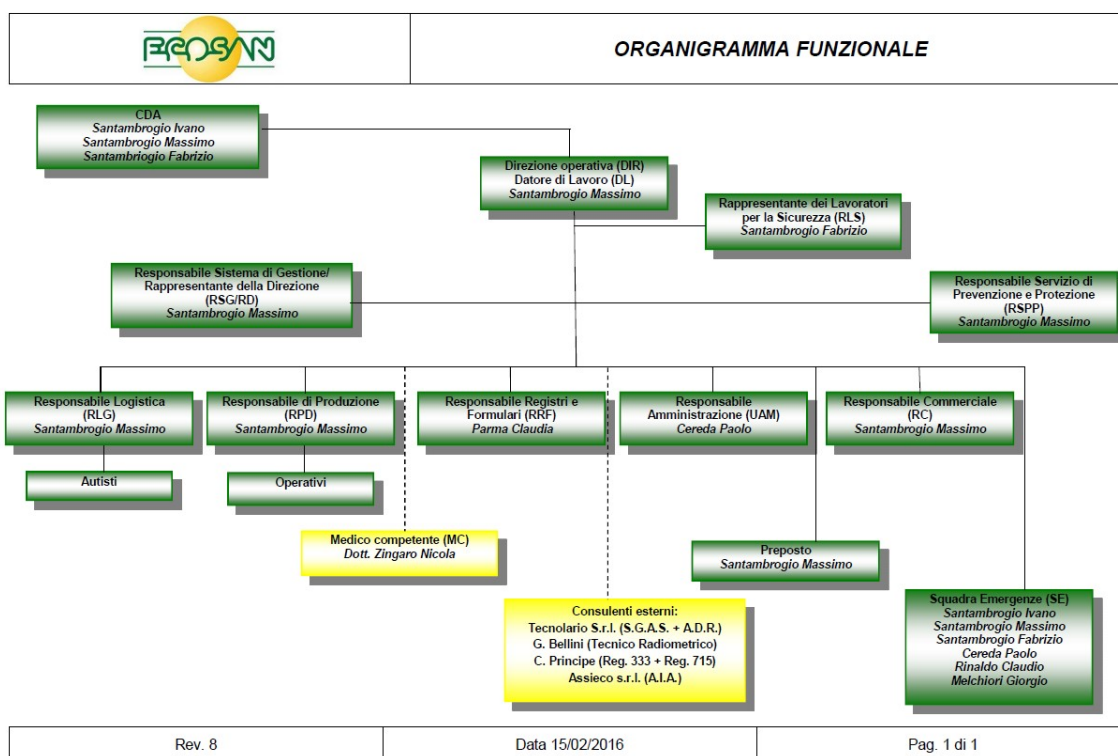 ECOSAN
ORGANIGRAMMA FUNZIONALE
CDA
Santambrogio Ivano
Santambrogio Massimo
Santambriogio Fabrizio
Direzione operativa (DIR)
Datore di Lavoro (DL)
Santambrogio Massimo
Rappresentante dei Lavoratori
per la Sicurezza (RLS)
Santambrogio Fabrizio
Responsabile Sistema di Gestione/
Rappresentante della Direzione
(RSG/RD)
Santambrogio Massimo
Responsabile Servizio di
Prevenzione e Protezione
(RSPP)
Santambrogio Massimo
Responsabile Logistica
(RLG)
Santambrogio Massimo
Responsabile di Produzione
(RPD)
Santambrogio Massimo
Responsabile Registri e
Formulari (RRF)
Parma Claudia
Responsabile
Amministrazione (UAM)
Cereda Paolo
Responsabile Commerciale
(RC)
Santambrogio Massimo
Autisti
Operativi
Medico competente (MC)
Dott. Zingaro Nicola
Preposto
Santambrogio Massimo
Consulenti esterni:
Tecnolario S.r.l. (S.G.A.S. + A.D.R.)
G. Bellini (Tecnico Radiometrico)
C. Principe (Reg. 333 + Reg. 715)
Assieco s.r.l. (A.I.A.)
Squadra Emergenze (SE)
Santambrogio Ivano
Santambrogio Massimo
Santambrogio Fabrizio
Cereda Paolo
Rinaldo Claudio
Melchiori Giorgio
Rev. 8
Data 15/02/2016
Pag. 1 di 1